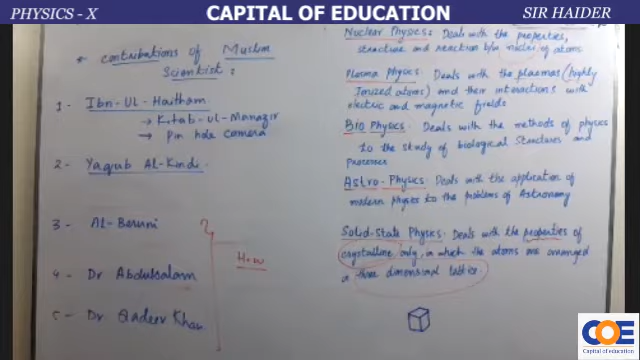 PHYSICS - X
CAPITAL OF EDUCATION
SIR HAIDER
* contributions of Muslim
Scientist :
1 - Ibn-Ul-Haitham
→ Kitab-ul-Manazir
→ Pin hole camera
2 - Yaqub Al-Kindi
3 - Al-Beruni
4 - Dr Abdulsalam
5 - Dr Qadeer Khan
H.w
Nuclear Physics: Deals with the properties,
structure and reaction b/w nuclei of atoms
Plasma physics: Deals with the plasmas (highly
Ionized atoms) and their interactions with
electric and magnetic fields
Bio Physics: Deals with the methods of physics
to the study of biological structures and
processes
Astro-Physics: Deals with the application of
modern physics to the problems of Astronomy
Solid-State Physics: Deals with the properties of
crystalline only, in which the atoms are arranged
a three dimensional lattice.
COE
Capital of education